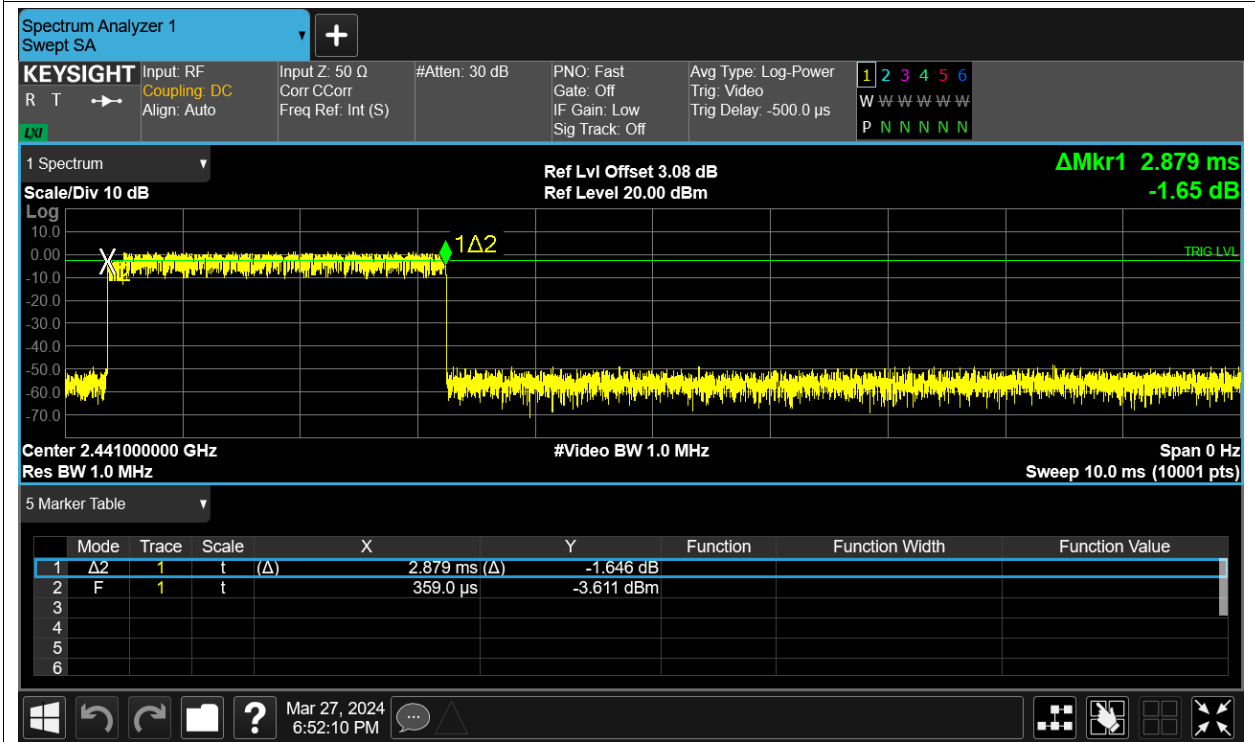 Spectrum Analyzer 1
Swept SA
+
KEYSIGHT Input: RF Input Z: 50 Ω #Atten: 30 dB PNO: Fast Avg Type: Log-Power 1 2 3 4 5 6
R T Coupling: DC Corr CCorr Gate: Off Trig: Video W W W W W W
Align: Auto Freq Ref: Int (S) IF Gain: Low Trig Delay: -500.0 µs P N N N N N
LXI Sig Track: Off
1 Spectrum Ref Lvl Offset 3.08 dB ΔMkr1 2.879 ms
Scale/Div 10 dB Ref Level 20.00 dBm -1.65 dB
Log
10.0
1Δ2
0.00 TRIG LVL
-10.0
-20.0
-30.0
-40.0
-50.0
-60.0
-70.0
Center 2.441000000 GHz #Video BW 1.0 MHz Span 0 Hz
Res BW 1.0 MHz Sweep 10.0 ms (10001 pts)
5 Marker Table
Mode Trace Scale X Y Function Function Width Function Value
1 Δ2 1 t (Δ) 2.879 ms (Δ) -1.646 dB
2 F 1 t 359.0 µs -3.611 dBm
3
4
5
6
? Mar 27, 2024
6:52:10 PM